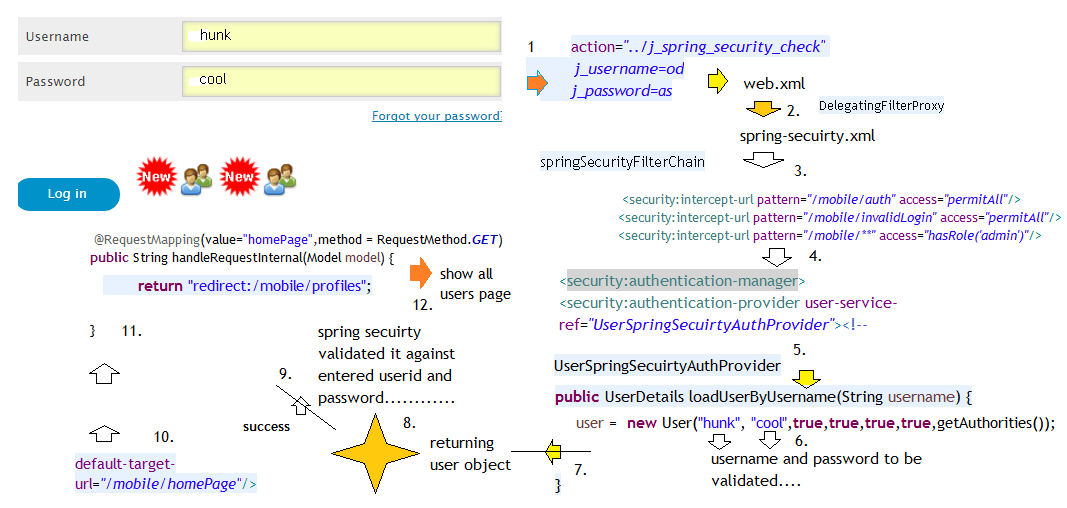 Username
hunk
Password
cool
Forgot your password?
Log in
New
New
1
action="../j_spring_security_check"
j_username=od
j_password=as
web.xml
2.
DelegatingFilterProxy
spring-secuirty.xml
springSecurityFilterChain
3.
<security:intercept-url pattern="/mobile/auth" access="permitAll"/>
<security:intercept-url pattern="/mobile/invalidLogin" access="permitAll"/>
<security:intercept-url pattern="/mobile/**" access="hasRole('admin')"/>
4.
<security:authentication-manager>
<security:authentication-provider user-service-
ref="UserSpringSecuirtyAuthProvider"><!--
5.
UserSpringSecuirtyAuthProvider
public UserDetails loadUserByUsername(String username) {
user = new User("hunk", "cool",true,true,true,true,getAuthorities());
6.
username and password to be
validated....
7.
}
8.
returning
user object
spring secuirty
validated it against
entered userid and
password............
9.
success
10.
default-target-
url="/mobile/homePage"/>
@RequestMapping(value="homePage",method = RequestMethod.GET)
public String handleRequestInternal(Model model) {
return "redirect:/mobile/profiles";
} 11.
12.
show all
users page